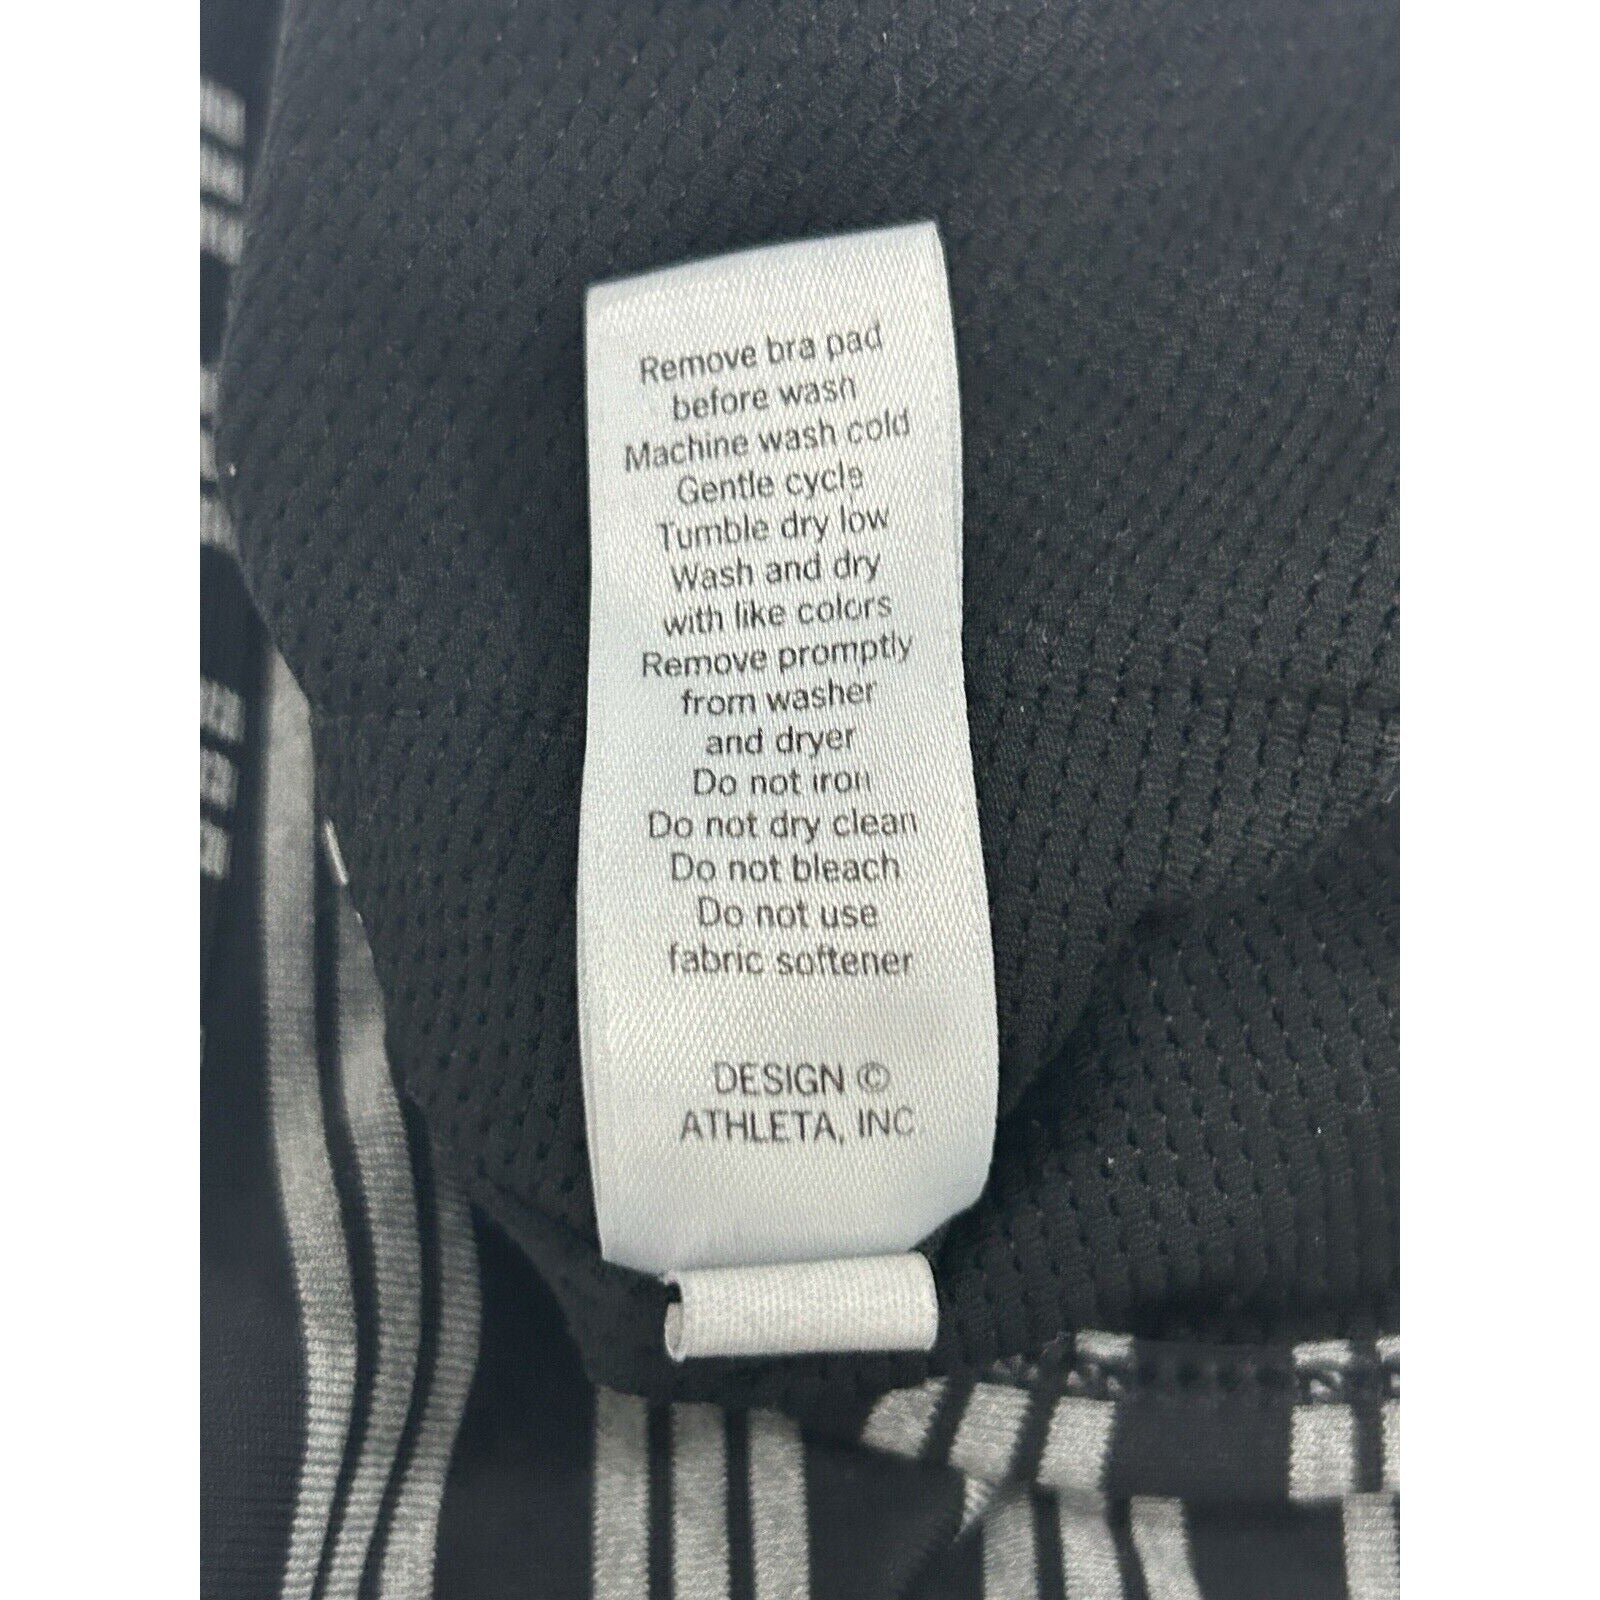 Remove bra pad
before wash
Machine wash cold
Gentle cycle
Tumble dry low
Wash and dry
with like colors
Remove promptly
from washer
and dryer
Do not iron
Do not dry clean
Do not bleach
Do not use
fabric softener
DESIGN ©
ATHLETA, INC